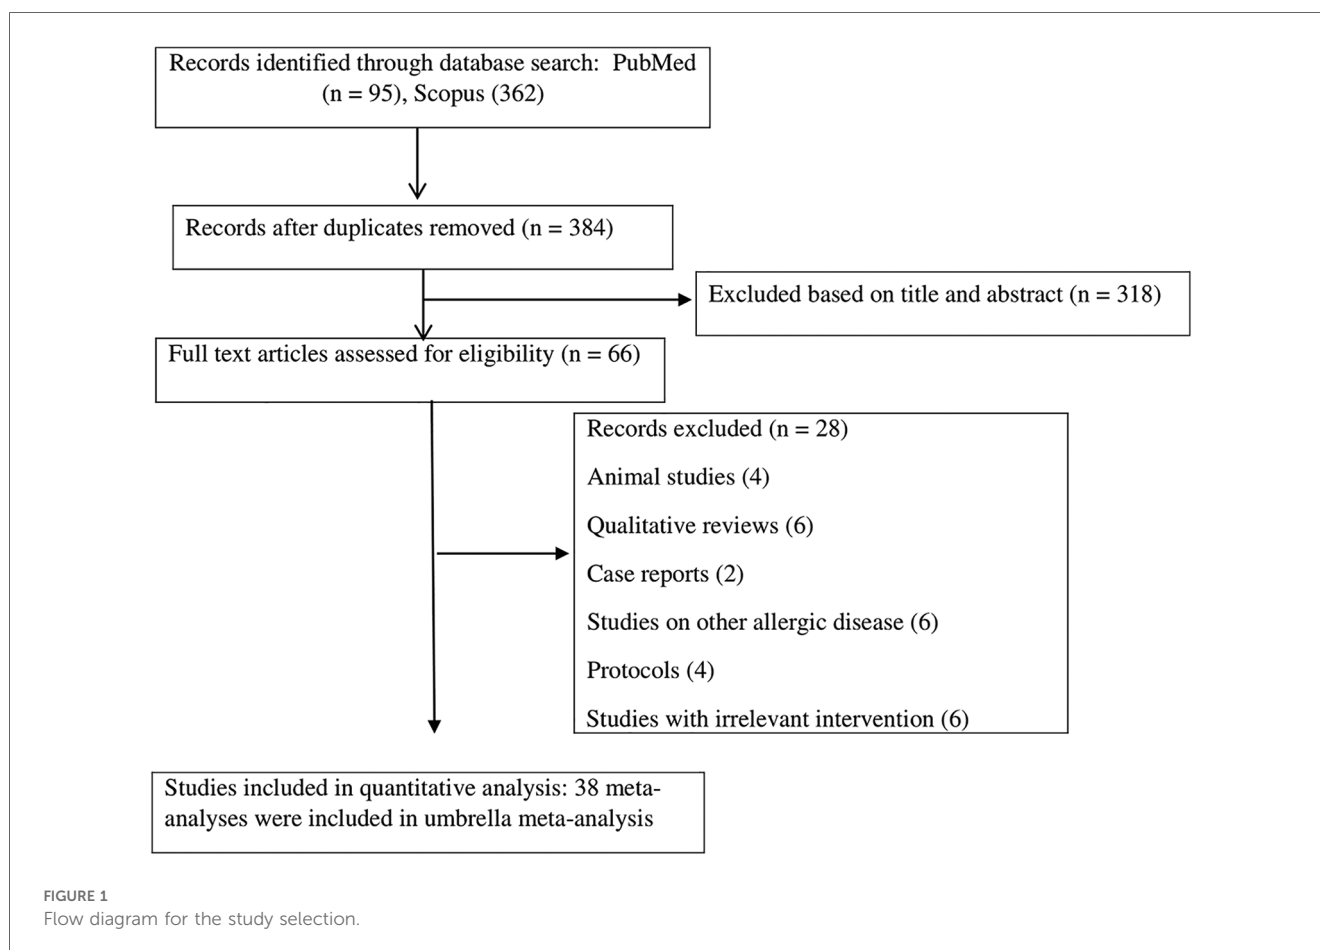 Records identified through database search:  PubMed
(n = 95), Scopus (362)
Records after duplicates removed (n = 384)
Excluded based on title and abstract (n = 318)
Full text articles assessed for eligibility (n = 66)
Records excluded (n = 28)
Animal studies (4)
Qualitative reviews (6)
Case reports (2)
Studies on other allergic disease (6)
Protocols (4)
Studies with irrelevant intervention (6)
Studies included in quantitative analysis: 38 meta-
analyses were included in umbrella meta-analysis
FIGURE 1
Flow diagram for the study selection.